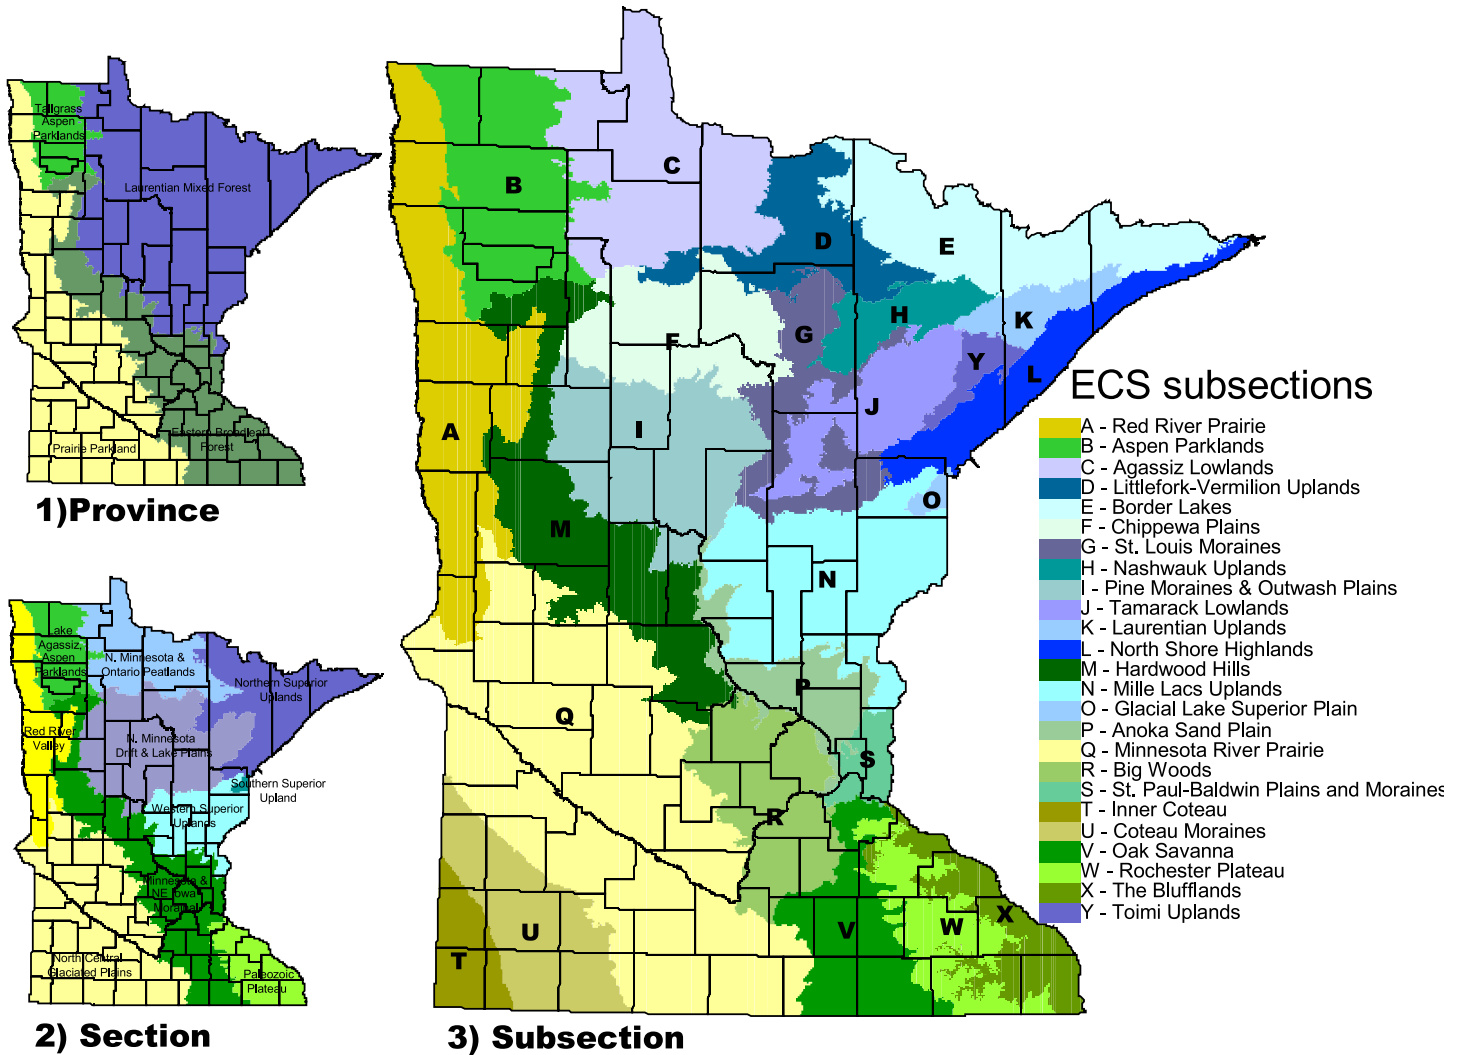 Tallgrass
Aspen
Parklands
Laurentian Mixed Forest
Prairie Parkland
Eastern Broadleaf
Forest
1)Province
Lake
Agassiz,
Aspen
Parklands
N. Minnesota &
Ontario Peatlands
Northern Superior
Uplands
Red River
Valley
N. Minnesota
Drift & Lake Plains
Southern Superior
Upland
Western Superior
Uplands
Minnesota &
NE Iowa
Morainal
North Central
Glaciated Plains
Paleozoic
Plateau
2) Section
A
B
C
D
E
F
G
H
I
J
K
L
M
N
O
P
Q
R
S
T
U
V
W
X
Y
3) Subsection
ECS subsections
A - Red River Prairie
B - Aspen Parklands
C - Agassiz Lowlands
D - Littlefork-Vermilion Uplands
E - Border Lakes
F - Chippewa Plains
G - St. Louis Moraines
H - Nashwauk Uplands
I - Pine Moraines & Outwash Plains
J - Tamarack Lowlands
K - Laurentian Uplands
L - North Shore Highlands
M - Hardwood Hills
N - Mille Lacs Uplands
O - Glacial Lake Superior Plain
P - Anoka Sand Plain
Q - Minnesota River Prairie
R - Big Woods
S - St. Paul-Baldwin Plains and Moraines
T - Inner Coteau
U - Coteau Moraines
V - Oak Savanna
W - Rochester Plateau
X - The Blufflands
Y - Toimi Uplands